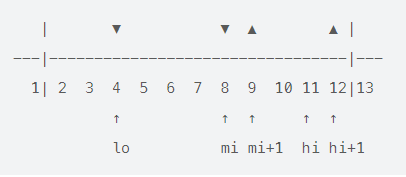 |        ▼           ▼  ▲        ▲ |
---|---------------------------------|---
1| 2  3  4  5  6  7  8  9  10 11 12|13
↑           ↑  ↑     ↑  ↑
lo          mi mi+1  hi hi+1